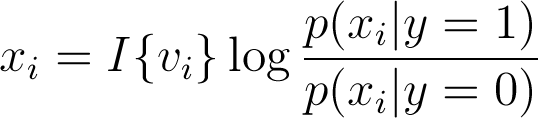 x_i = I\{v_i\} \log \frac{p(x_i|y = 1)}{p(x_i|y = 0)}